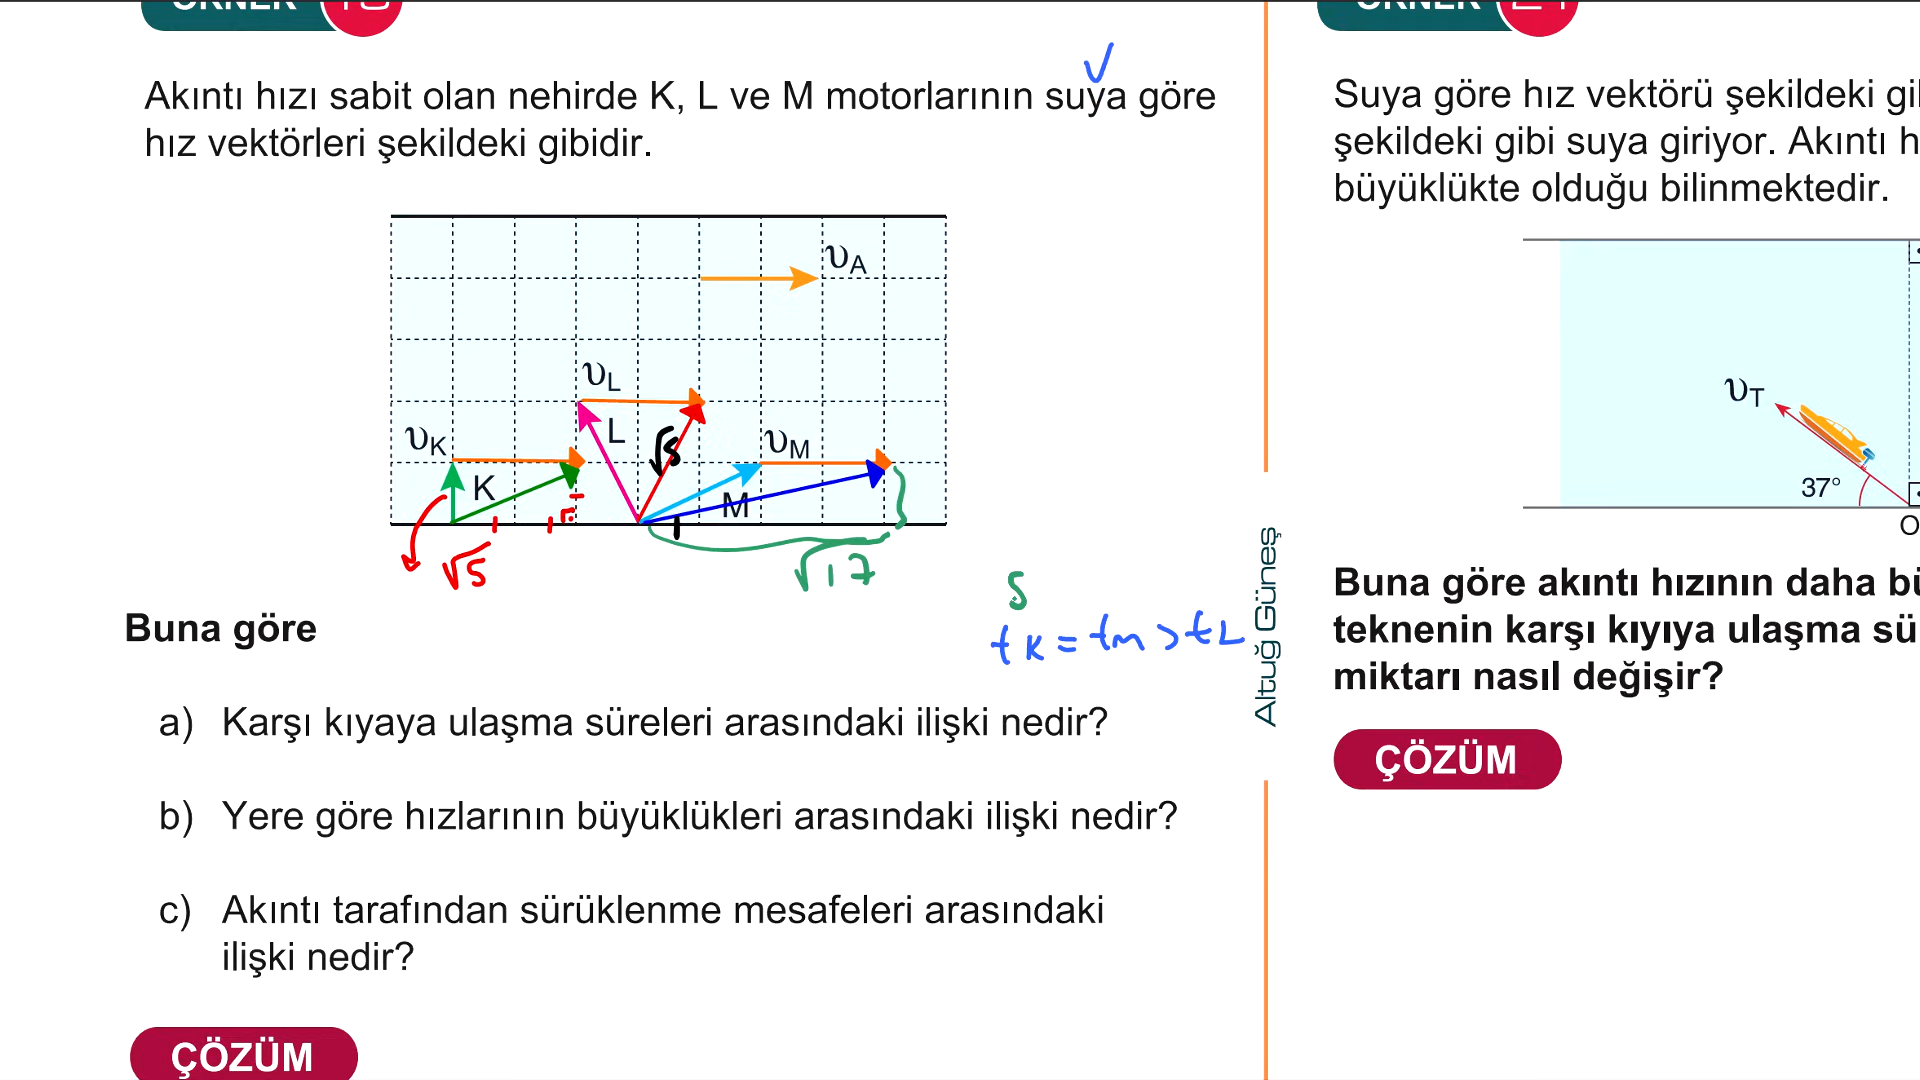 ÖRNEK
Akıntı hızı sabit olan nehirde K, L ve M motorlarının suya göre
hız vektörleri şekildeki gibidir.
υA
υL
L
υK
K
√5
υM
M
√5
√17
S
tK = tM > tL
Buna göre
a) Karşı kıyaya ulaşma süreleri arasındaki ilişki nedir?
b) Yere göre hızlarının büyüklükleri arasındaki ilişki nedir?
c) Akıntı tarafından sürüklenme mesafeleri arasındaki
ilişki nedir?
ÇÖZÜM
Altuğ Güneş
ÖRNEK
Suya göre hız vektörü şekildeki gi
şekildeki gibi suya giriyor. Akıntı h
büyüklükte olduğu bilinmektedir.
υT
37°
O
Buna göre akıntı hızının daha bü
teknenin karşı kıyıya ulaşma sü
miktarı nasıl değişir?
ÇÖZÜM